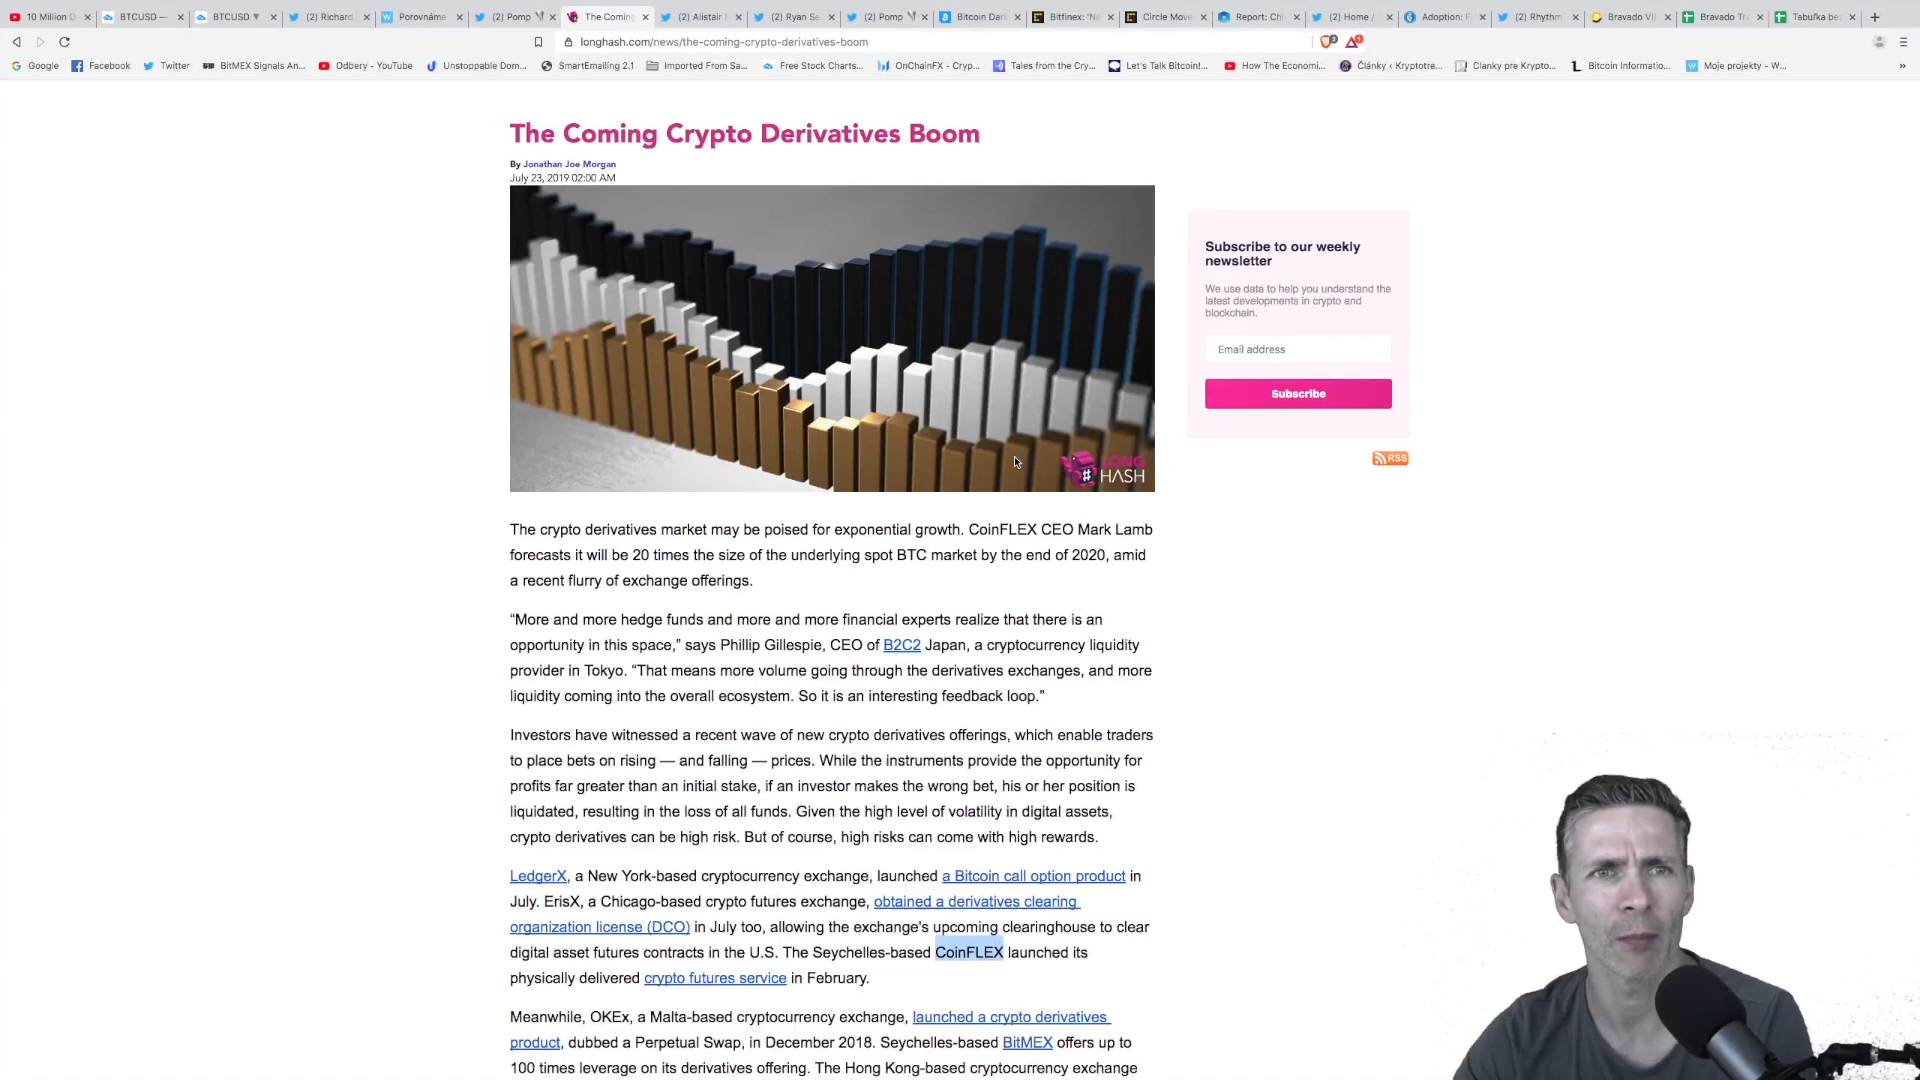 10 Million D
BTCUSD —
BTCUSD ▼
(2) Richard
Porovnáme
(2) Pomp
The Coming
(2) Alistair
(2) Ryan Se
(2) Pomp
Bitcoin Dar
Bitfinex: 'Ne
Circle Move
Report: Chi
(2) Home /
Adoption: F
(2) Rhythm
Bravado VI
Bravado Tr
Tabuľka be
longhash.com/news/the-coming-crypto-derivatives-boom
Google
Facebook
Twitter
BitMEX Signals An...
Odbery - YouTube
Unstoppable Dom...
SmartEmailing 2.1
Imported From Sa...
Free Stock Charts...
OnChainFX - Cryp...
Tales from the Cry...
Let's Talk Bitcoin!...
How The Economi...
Články ‹ Kryptotre...
Clanky pre Krypto...
Bitcoin Informatio...
Moje projekty - W...
The Coming Crypto Derivatives Boom
By Jonathan Joe Morgan
July 23, 2019 02:00 AM
LONG
HASH
Subscribe to our weekly
newsletter
We use data to help you understand the
latest developments in crypto and
blockchain.
Email address
Subscribe
RSS
The crypto derivatives market may be poised for exponential growth. CoinFLEX CEO Mark Lamb
forecasts it will be 20 times the size of the underlying spot BTC market by the end of 2020, amid
a recent flurry of exchange offerings.
“More and more hedge funds and more and more financial experts realize that there is an
opportunity in this space,” says Phillip Gillespie, CEO of B2C2 Japan, a cryptocurrency liquidity
provider in Tokyo. “That means more volume going through the derivatives exchanges, and more
liquidity coming into the overall ecosystem. So it is an interesting feedback loop.”
Investors have witnessed a recent wave of new crypto derivatives offerings, which enable traders
to place bets on rising — and falling — prices. While the instruments provide the opportunity for
profits far greater than an initial stake, if an investor makes the wrong bet, his or her position is
liquidated, resulting in the loss of all funds. Given the high level of volatility in digital assets,
crypto derivatives can be high risk. But of course, high risks can come with high rewards.
LedgerX, a New York-based cryptocurrency exchange, launched a Bitcoin call option product in
July. ErisX, a Chicago-based crypto futures exchange, obtained a derivatives clearing
organization license (DCO) in July too, allowing the exchange's upcoming clearinghouse to clear
digital asset futures contracts in the U.S. The Seychelles-based CoinFLEX launched its
physically delivered crypto futures service in February.
Meanwhile, OKEx, a Malta-based cryptocurrency exchange, launched a crypto derivatives
product, dubbed a Perpetual Swap, in December 2018. Seychelles-based BitMEX offers up to
100 times leverage on its derivatives offering. The Hong Kong-based cryptocurrency exchange